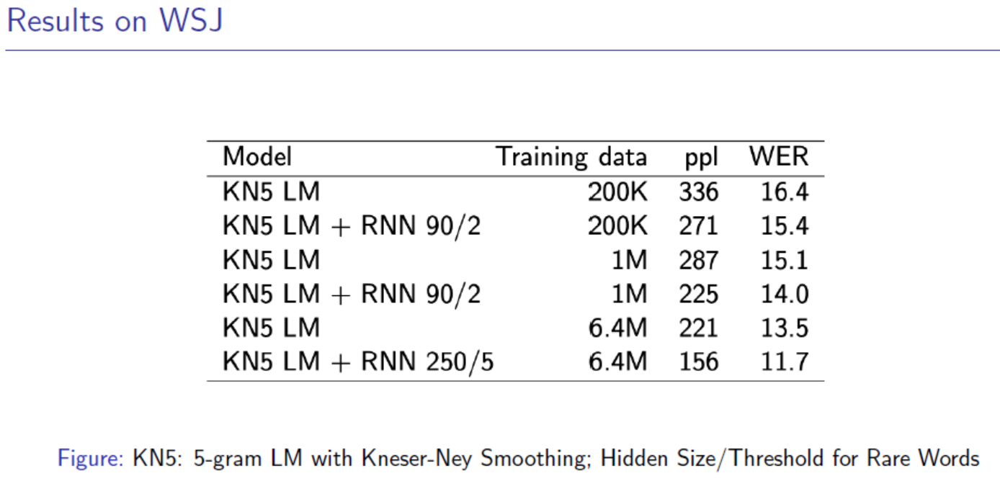 Results on WSJ
Model Training data ppl WER
KN5 LM 200K 336 16.4
KN5 LM + RNN 90/2 200K 271 15.4
KN5 LM 1M 287 15.1
KN5 LM + RNN 90/2 1M 225 14.0
KN5 LM 6.4M 221 13.5
KN5 LM + RNN 250/5 6.4M 156 11.7
Figure: KN5: 5-gram LM with Kneser-Ney Smoothing; Hidden Size/Threshold for Rare Words